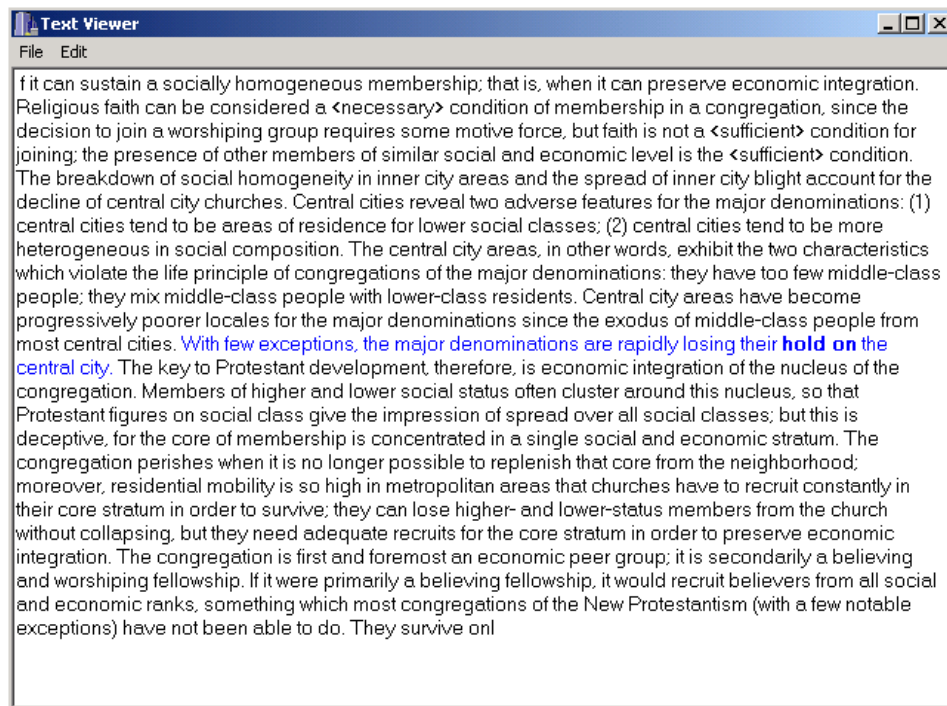 Text Viewer
File Edit
f it can sustain a socially homogeneous membership; that is, when it can preserve economic integration.
Religious faith can be considered a <necessary> condition of membership in a congregation, since the
decision to join a worshiping group requires some motive force, but faith is not a <sufficient> condition for
joining; the presence of other members of similar social and economic level is the <sufficient> condition.
The breakdown of social homogeneity in inner city areas and the spread of inner city blight account for the
decline of central city churches. Central cities reveal two adverse features for the major denominations: (1)
central cities tend to be areas of residence for lower social classes; (2) central cities tend to be more
heterogeneous in social composition. The central city areas, in other words, exhibit the two characteristics
which violate the life principle of congregations of the major denominations: they have too few middle-class
people; they mix middle-class people with lower-class residents. Central city areas have become
progressively poorer locales for the major denominations since the exodus of middle-class people from
most central cities. With few exceptions, the major denominations are rapidly losing their hold on the
central city. The key to Protestant development, therefore, is economic integration of the nucleus of the
congregation. Members of higher and lower social status often cluster around this nucleus, so that
Protestant figures on social class give the impression of spread over all social classes; but this is
deceptive, for the core of membership is concentrated in a single social and economic stratum. The
congregation perishes when it is no longer possible to replenish that core from the neighborhood;
moreover, residential mobility is so high in metropolitan areas that churches have to recruit constantly in
their core stratum in order to survive; they can lose higher- and lower-status members from the church
without collapsing, but they need adequate recruits for the core stratum in order to preserve economic
integration. The congregation is first and foremost an economic peer group; it is secondarily a believing
and worshiping fellowship. If it were primarily a believing fellowship, it would recruit believers from all social
and economic ranks, something which most congregations of the New Protestantism (with a few notable
exceptions) have not been able to do. They survive onl